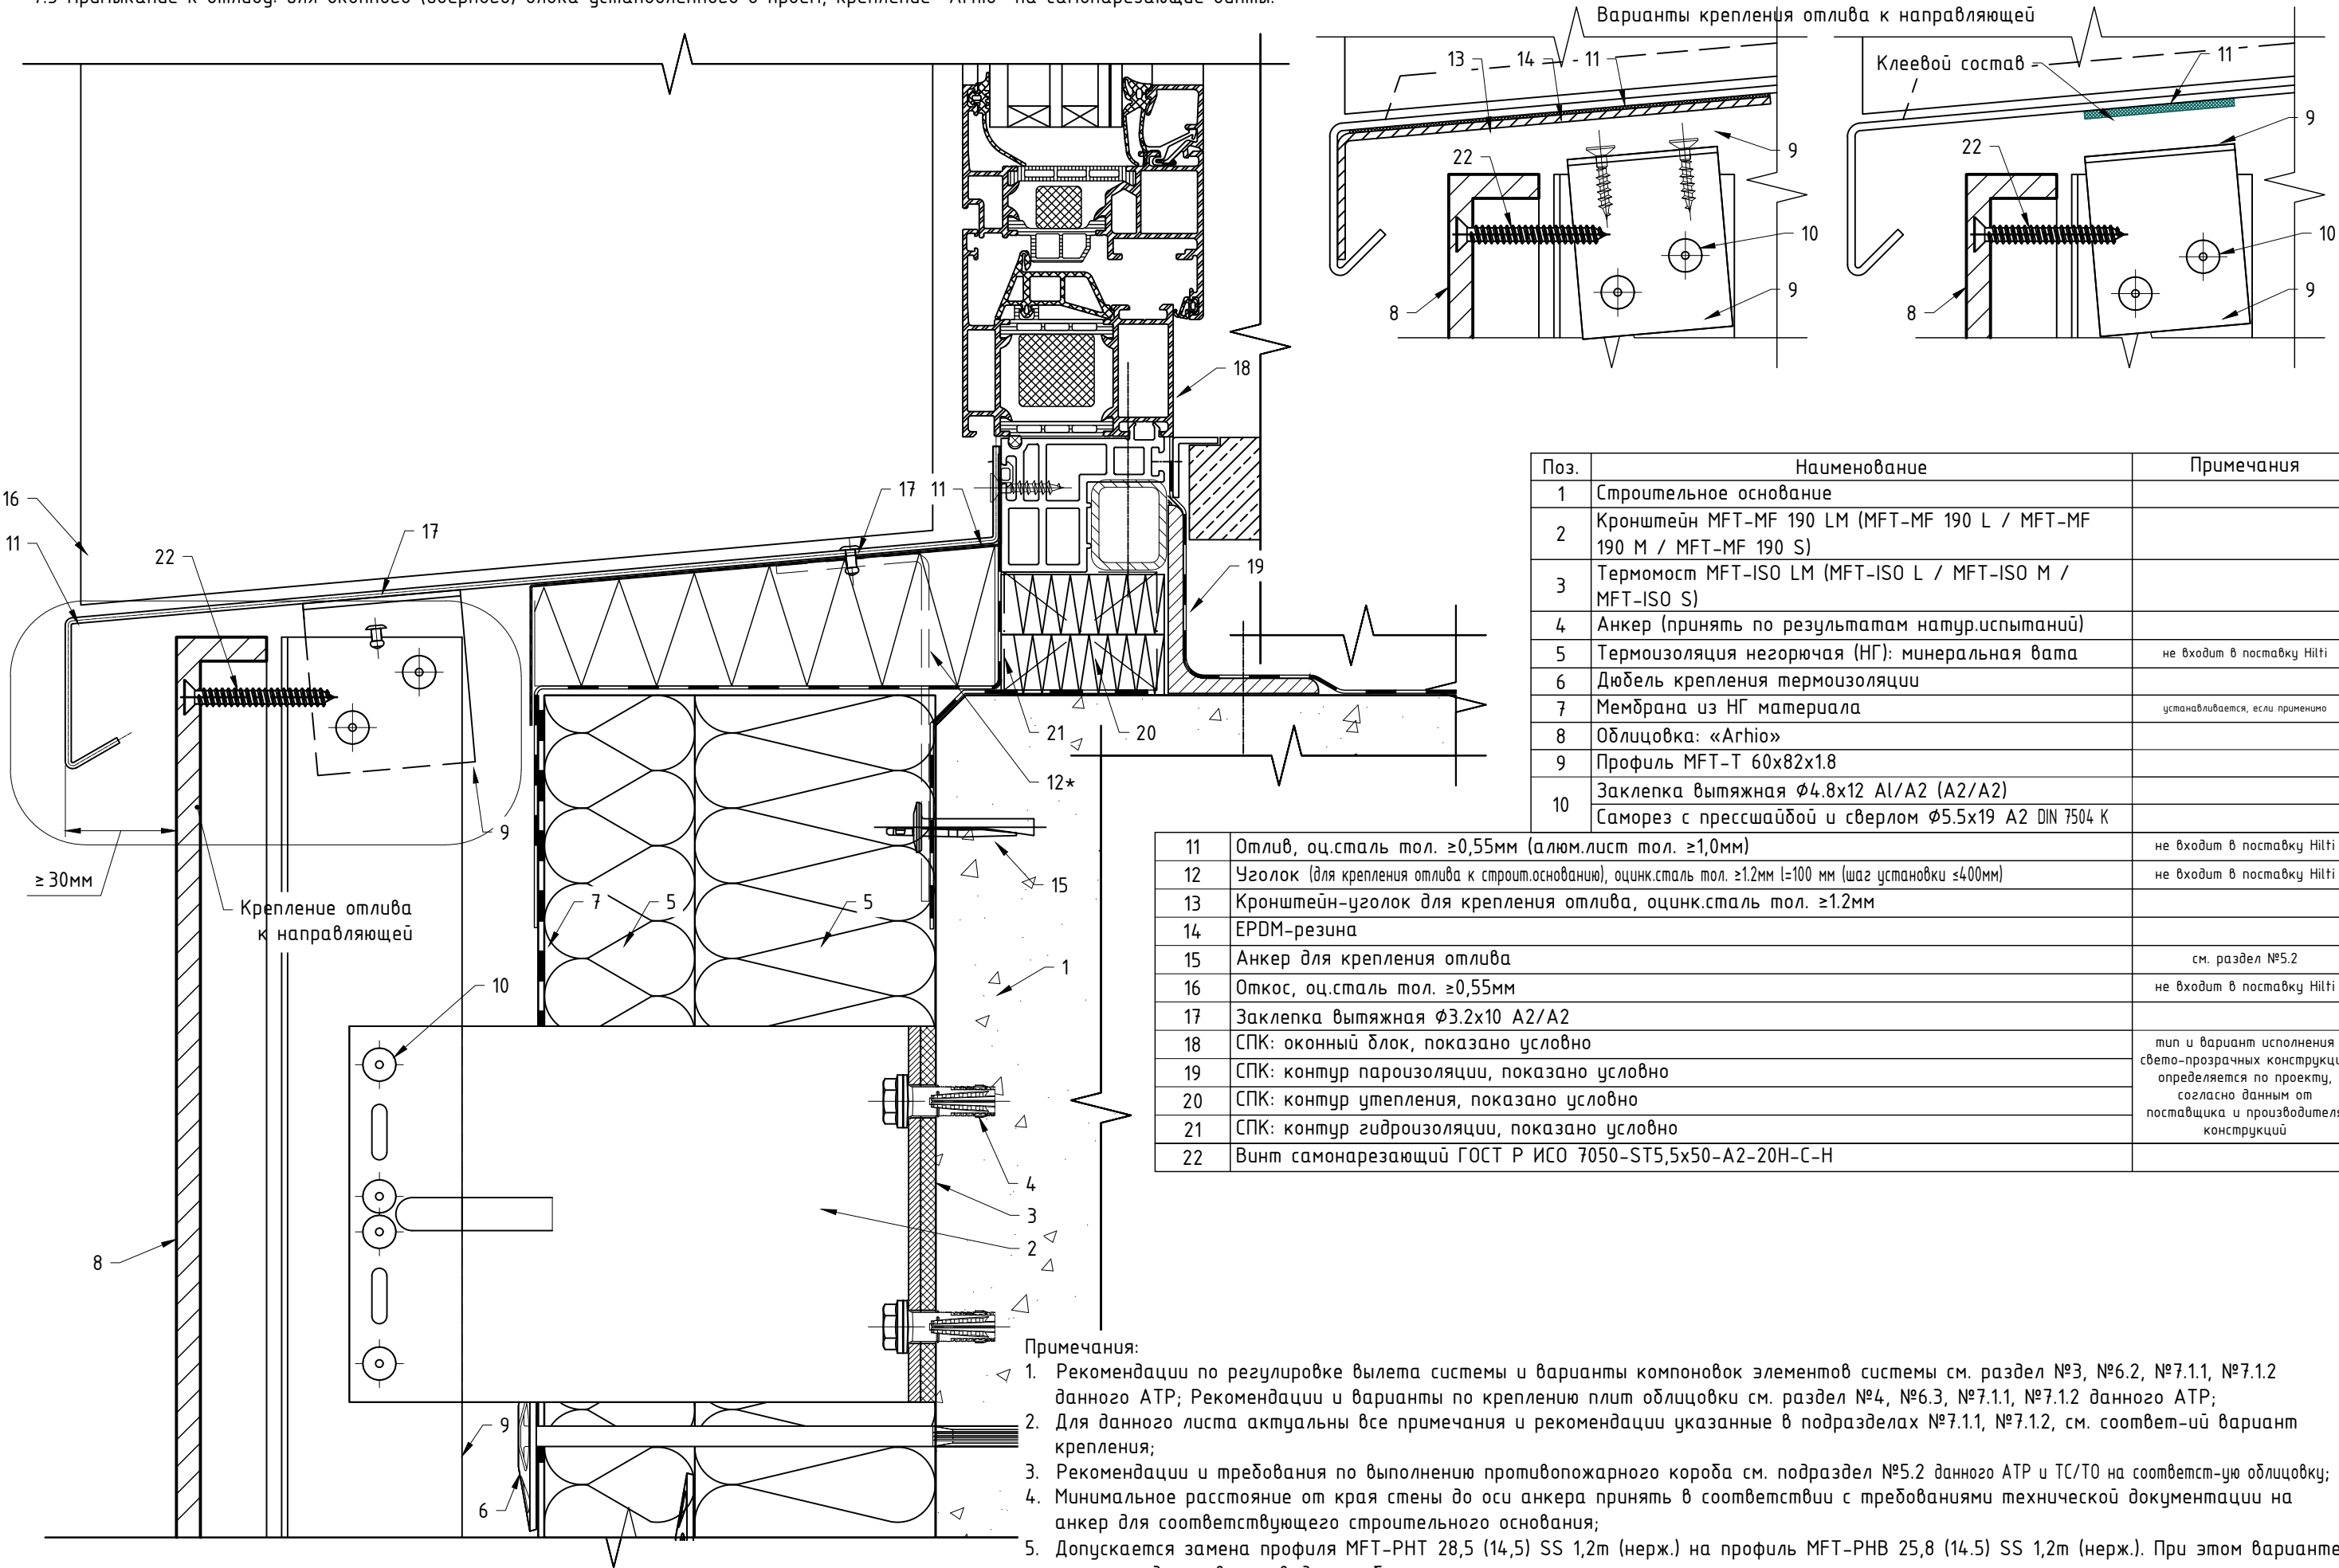 Варианты крепления отлива к направляющей
13
14
11
Клеевой состав
11
9
22
9
22
10
10
9
9
8
8
18
16
17
11
17
11
22
19
21
20
12*
9
≥30мм
Крепление отлива
к направляющей
15
7
5
5
1
10
4
3
2
8
9
6
Поз.	Наименование	Примечания
1	Строительное основание
2	Кронштейн MFT-MF 190 LM (MFT-MF 190 L / MFT-MF
190 M / MFT-MF 190 S)
3	Термомост MFT-ISO LM (MFT-ISO L / MFT-ISO M /
MFT-ISO S)
4	Анкер (принять по результатам натур.испытаний)
5	Термоизоляция негорючая (НГ): минеральная вата	не входит в поставку Hilti
6	Дюбель крепления термоизоляции
7	Мембрана из НГ материала	устанавливается, если применимо
8	Облицовка: «Arhio»
9	Профиль MFT-T 60x82x1.8
10	Заклепка вытяжная Φ4.8x12 Al/A2 (A2/A2)
Саморез с прессшайбой и сверлом Φ5.5x19 A2 DIN 7504 K
11	Отлив, оц.сталь тол. ≥0,55мм (алюм.лист тол. ≥1,0мм)	не входит в поставку Hilti
12	Уголок (для крепления отлива к строит.основанию), оцинк.сталь тол. ≥1.2мм l=100 мм (шаг установки ≤400мм)	не входит в поставку Hilti
13	Кронштейн-уголок для крепления отлива, оцинк.сталь тол. ≥1.2мм
14	EPDM-резина
15	Анкер для крепления отлива	см. раздел №5.2
16	Откос, оц.сталь тол. ≥0,55мм	не входит в поставку Hilti
17	Заклепка вытяжная Φ3.2x10 A2/A2
18	СПК: оконный блок, показано условно
19	СПК: контур пароизоляции, показано условно
20	СПК: контур утепления, показано условно
21	СПК: контур гидроизоляции, показано условно
тип и вариант исполнения
свето-прозрачных
определяется по проекту,
согласно данным от
поставщика и
конструкций
22	Винт самонарезающий ГОСТ Р ИСО 7050-ST5,5x50-A2-20H-C-H
Примечания:
1. Рекомендации по регулировке вылета системы и варианты компоновок элементов системы см. раздел №3, №6.2, №7.1.1, №7.1.2
данного АТР; Рекомендации и варианты по креплению плит облицовки см. раздел №4, №6.3, №7.1.1, №7.1.2 данного АТР;
2. Для данного листа актуальны все примечания и рекомендации указанные в подразделах №7.1.1, №7.1.2, см. соответ-ий вариант
крепления;
3. Рекомендации и требования по выполнению противопожарного короба см. подраздел №5.2 данного АТР и ТС/ТО на соответст-ую облицовку;
4. Минимальное расстояние от края стены до оси анкера принять в соответствии с требованиями технической документации на
анкер для соответствующего строительного основания;
5. Допускается замена профиля MFT-PHT 28,5 (14,5) SS 1,2m (нерж.) на профиль MFT-PHB 25,8 (14.5) SS 1,2m (нерж.). При этом варианте